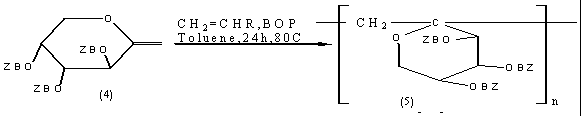 O
ZBO
ZBO
ZBO
(4)
CH2=CHR,BOP
Toluene,24h,80C
CH2
C
O
ZBO
OBZ
OBZ
(5)
n